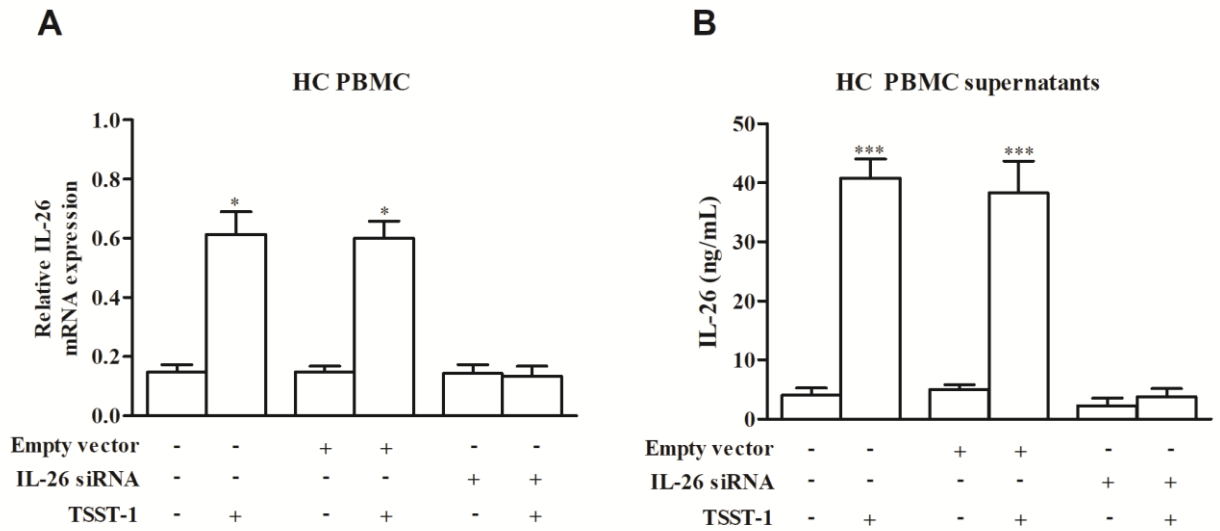 A
HC PBMC
Relative IL-26
mRNA expression
1.0
0.8
0.6
0.4
0.2
0.0
*
*
Empty vector - - + + - -
IL-26 siRNA - - - - + +
TSST-1 - + - + - +
B
HC PBMC supernatants
IL-26 (ng/mL)
50
40
30
20
10
0
***
***
Empty vector - - + + - -
IL-26 siRNA - - - - + +
TSST-1 - + - + - +